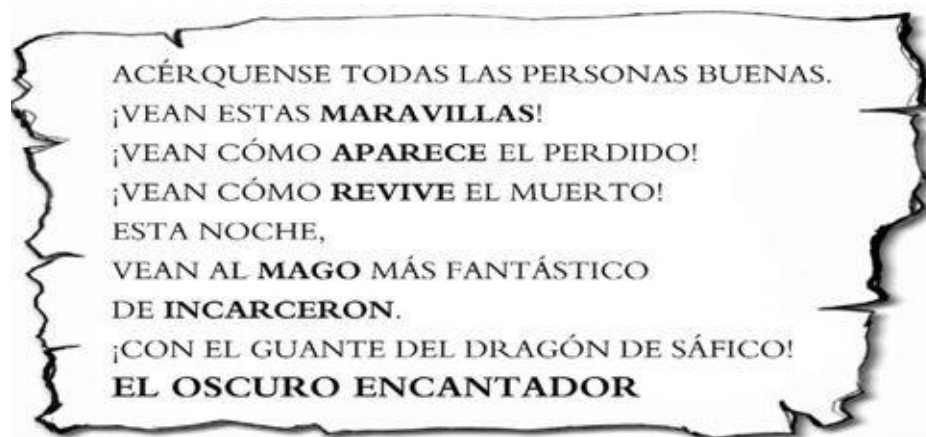 ACÉRQUENSE TODAS LAS PERSONAS BUENAS.
¡VEAN ESTAS MARAVILLAS!
¡VEAN CÓMO APARECE EL PERDIDO!
¡VEAN CÓMO REVIVE EL MUERTO!
ESTA NOCHE,
VEAN AL MAGO MÁS FANTÁSTICO
DE INCARCERON.
¡CON EL GUANTE DEL DRAGÓN DE SÁFICO!
EL OSCURO ENCANTADOR